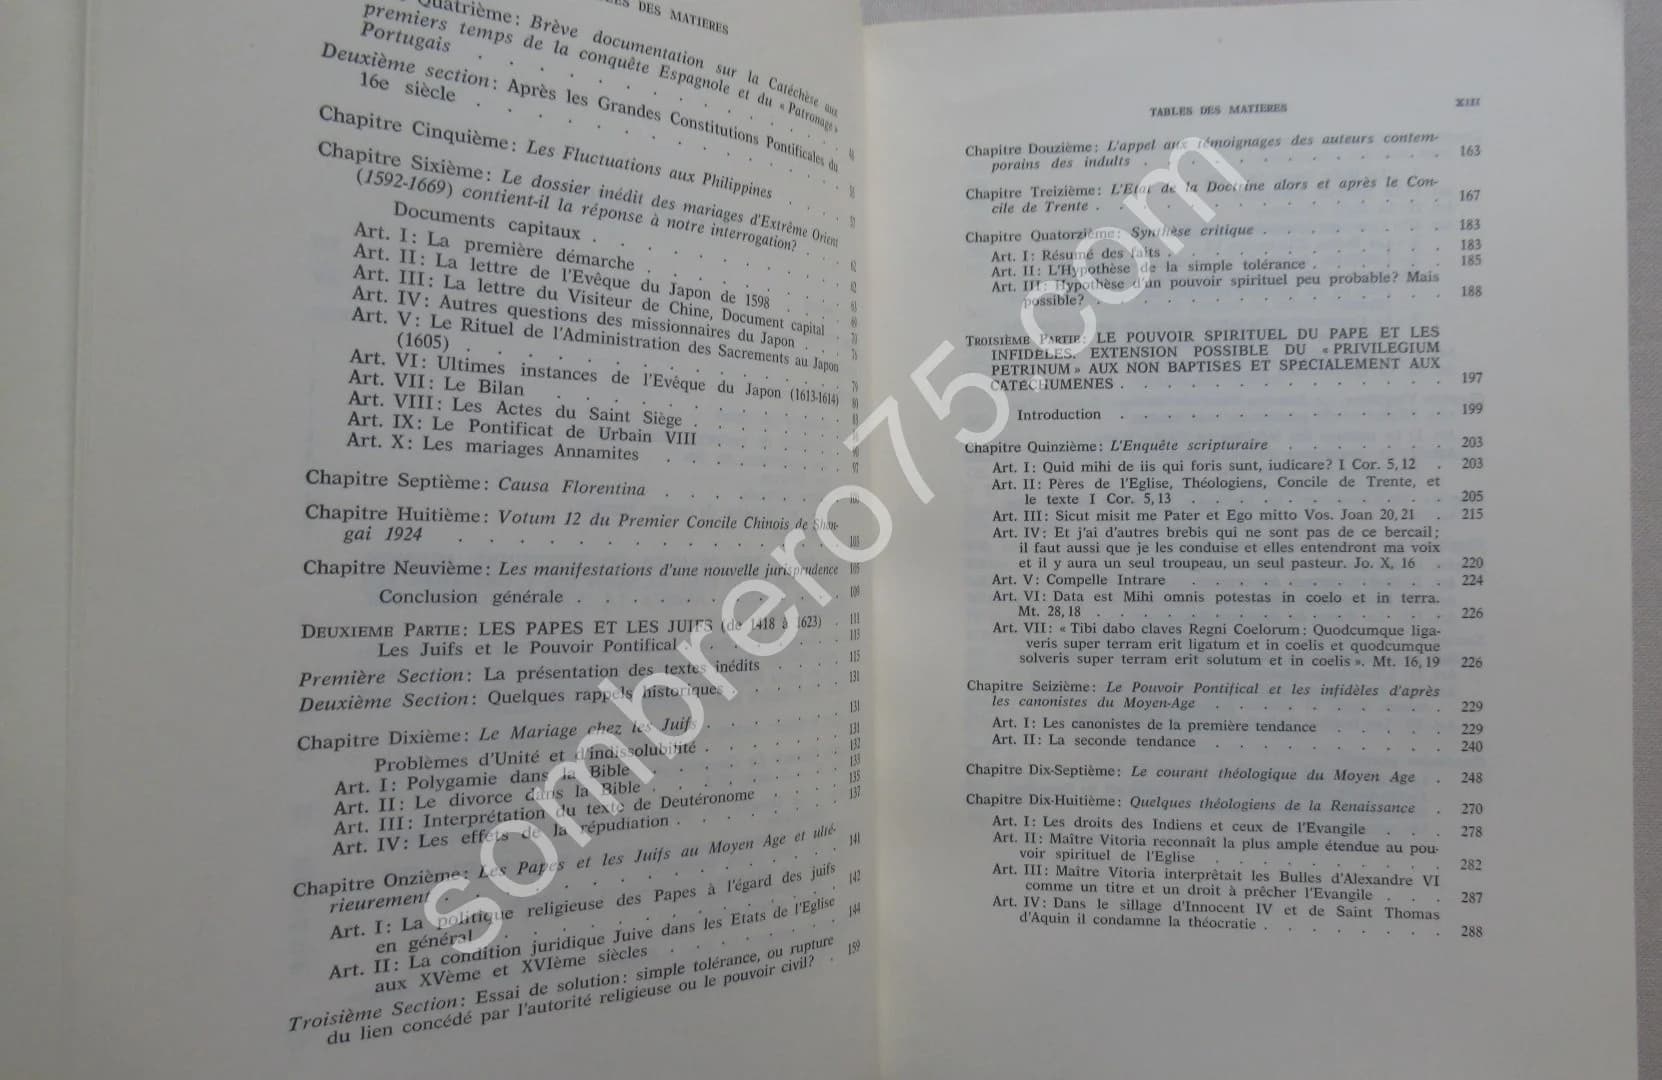 DES MATIERES
Quatrième: Brève documentation sur la Catéchèse aux
premiers temps de la conquête Espagnole et du « Patronage »
Portugais
Deuxième section: Après les Grandes Constitutions Pontificales du
16e siècle
Chapitre Cinquième: Les Fluctuations aux Philippines
Chapitre Sixième: Le dossier inédit des mariages d'Extrême Orient
(1592-1669) contient-il la réponse à notre interrogation?
Documents capitaux
Art. I: La première démarche
Art. II: La lettre de l'Evêque du Japon de 1598
Art. III: La lettre du Visiteur de Chine, Document capital
Art. IV: Autres questions des missionnaires du Japon
Art. V: Le Rituel de l'Administration des Sacrements au Japon
(1605)
Art. VI: Ultimes instances de l'Evêque du Japon (1613-1614)
Art. VII: Le Bilan
Art. VIII: Les Actes du Saint Siège
Art. IX: Le Pontificat de Urbain VIII
Art. X: Les mariages Annamites 97
Chapitre Septième: Causa Florentina
Chapitre Huitième: Votum 12 du Premier Concile Chinois de Shan-
gai 1924 103
Chapitre Neuvième: Les manifestations d'une nouvelle jurisprudence 105
Conclusion générale 109
DEUXIEME PARTIE: LES PAPES ET LES JUIFS (de 1418 à 1623) 111
Les Juifs et le Pouvoir Pontifical 113
Première Section: La présentation des textes inédits 115
Deuxième Section: Quelques rappels historiques 131
Chapitre Dixième: Le Mariage chez les Juifs 131
Problèmes d'Unité et d'indissolubilité 131
Art. I: Polygamie dans la Bible 132
Art. II: Le divorce dans la Bible 133
Art. III: Interprétation du texte de Deutéronome 135
Art. IV: Les effets de la répudiation 137
Chapitre Onzième: Les Papes et les Juifs au Moyen Age et ulté-
rieurement 141
Art. I: La politique religieuse des Papes à l'égard des juifs
en général 142
Art. II: La condition juridique Juive dans les Etats de l'Eglise
aux XVème et XVIème siècles 144
Troisième Section: Essai de solution: simple tolérance, ou rupture
du lien concédé par l'autorité religieuse ou le pouvoir civil? 159
TABLES DES MATIERES XIII
Chapitre Douzième: L'appel aux témoignages des auteurs contem-
porains des indults 163
Chapitre Treizième: L'Etat de la Doctrine alors et après le Con-
cile de Trente 167
Chapitre Quatorzième: Synthèse critique 183
Art. I: Résumé des faits 183
Art. II: L'Hypothèse de la simple tolérance 185
Art. III: Hypothèse d'un pouvoir spirituel peu probable? Mais
possible? 188
TROISIÈME PARTIE: LE POUVOIR SPIRITUEL DU PAPE ET LES
INFIDÈLES. EXTENSION POSSIBLE DU « PRIVILEGIUM
PETRINUM » AUX NON BAPTISES ET SPECIALEMENT AUX
CATÉCHUMÈNES 197
Introduction 199
Chapitre Quinzième: L'Enquête scripturaire 203
Art. I: Quid mihi de iis qui foris sunt, iudicare? I Cor. 5, 12 203
Art. II: Pères de l'Eglise, Théologiens, Concile de Trente, et
le texte I Cor. 5, 13 205
Art. III: Sicut misit me Pater et Ego mitto Vos. Joan 20, 21 215
Art. IV: Et j'ai d'autres brebis qui ne sont pas de ce bercail;
il faut aussi que je les conduise et elles entendront ma voix
et il y aura un seul troupeau, un seul pasteur. Jo. X, 16 220
Art. V: Compelle Intrare 224
Art. VI: Data est Mihi omnis potestas in coelo et in terra.
Mt. 28, 18 226
Art. VII: « Tibi dabo claves Regni Coelorum; Quodcumque liga-
veris super terram erit ligatum et in coelis et quodcumque
solveris super terram erit solutum et in coelis ». Mt. 16, 19 226
Chapitre Seizième: Le Pouvoir Pontifical et les infidèles d'après
les canonistes du Moyen-Age 229
Art. I: Les canonistes de la première tendance 229
Art. II: La seconde tendance 240
Chapitre Dix-Septième: Le courant théologique du Moyen Age 248
Chapitre Dix-Huitième: Quelques théologiens de la Renaissance 270
Art. I: Les droits des Indiens et ceux de l'Evangile 278
Art. II: Maître Vitoria reconnaît la plus ample étendue au pou-
voir spirituel de l'Eglise 282
Art. III: Maître Vitoria interprêtait les Bulles d'Alexandre VI
comme un titre et un droit à prêcher l'Evangile 287
Art. IV: Dans le sillage d'Innocent IV et de Saint Thomas
d'Aquin il condamne la théocratie 288
sombrero75.com